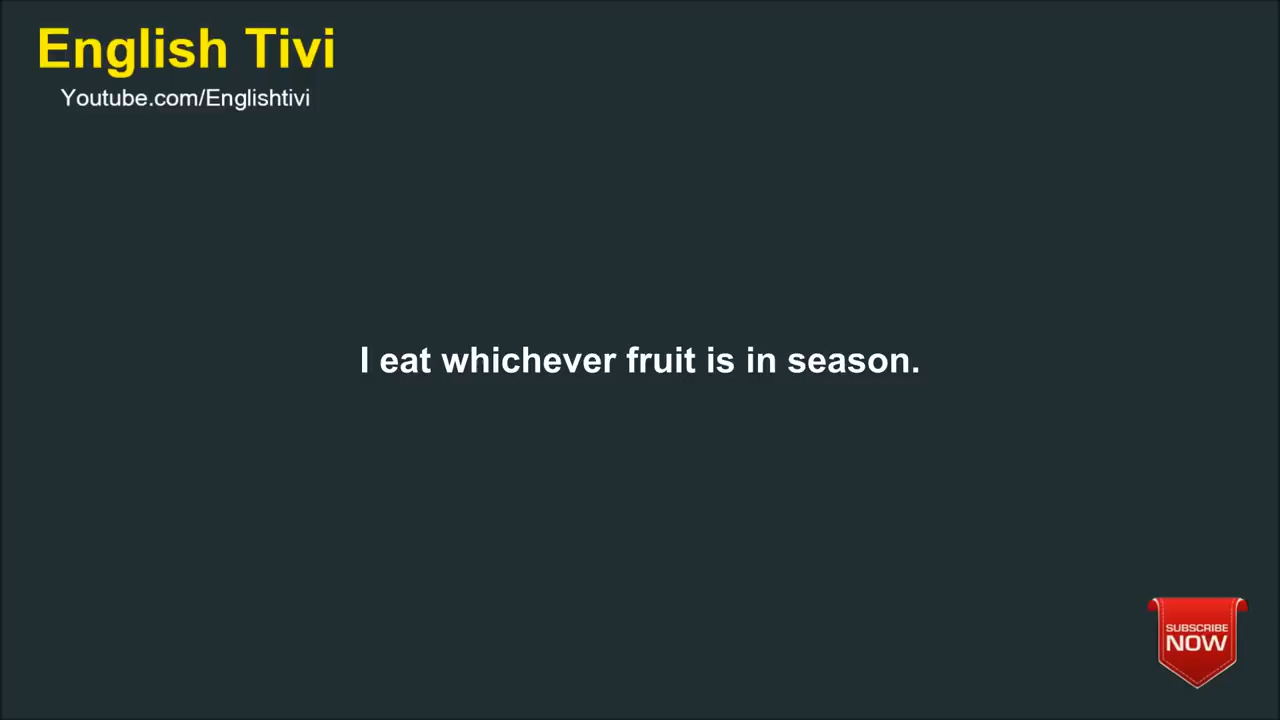 English Tivi
Youtube.com/Englishtivi
I eat whichever fruit is in season.
SUBSCRIBE
NOW